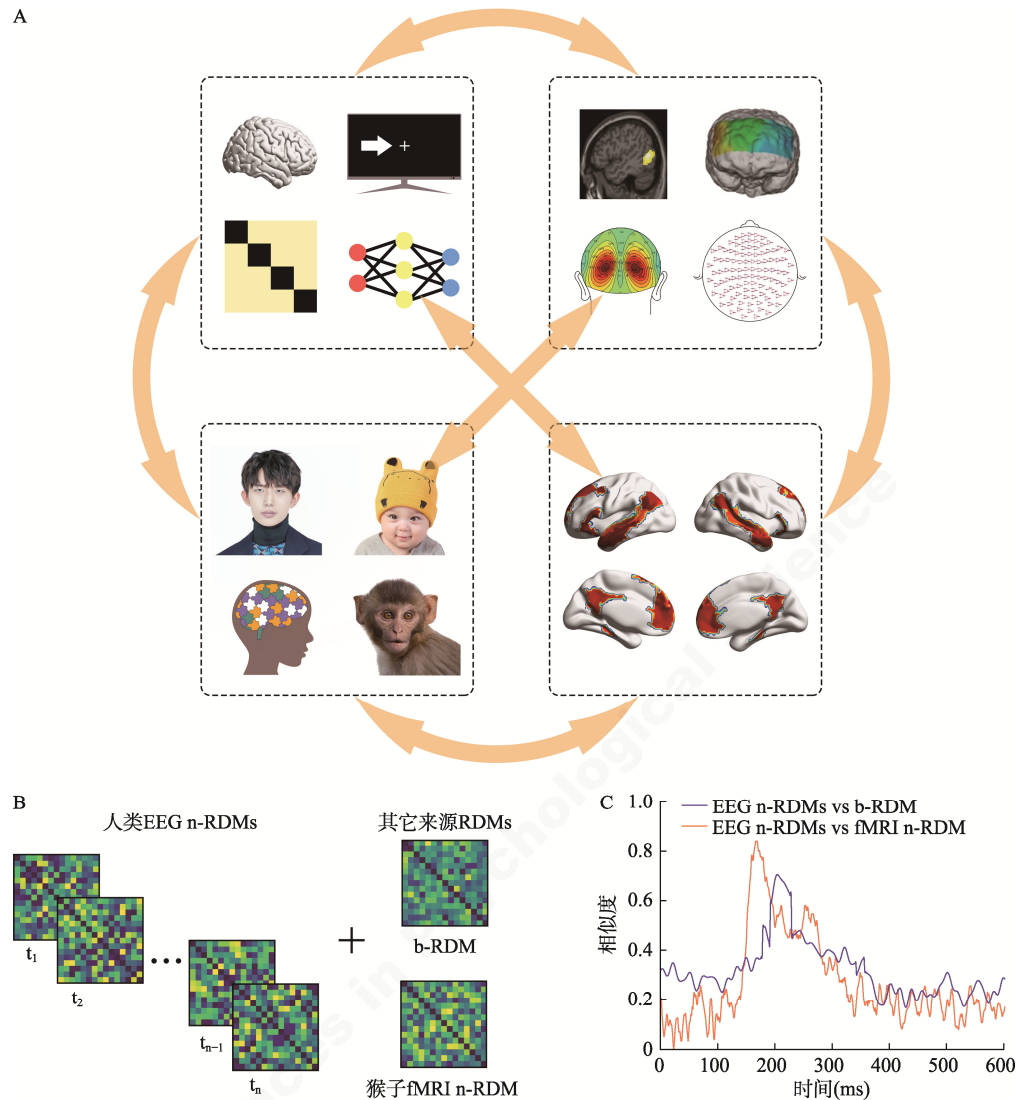 A
B
人类EEG n-RDMs
其它来源RDMs
t1
t2
tn−1
tn
+
b-RDM
猴子fMRI n-RDM
C
EEG n-RDMs vs b-RDM
EEG n-RDMs vs fMRI n-RDM
相似度
1.0
0.8
0.6
0.4
0.2
0
0 100 200 300 400 500 600
时间(ms)